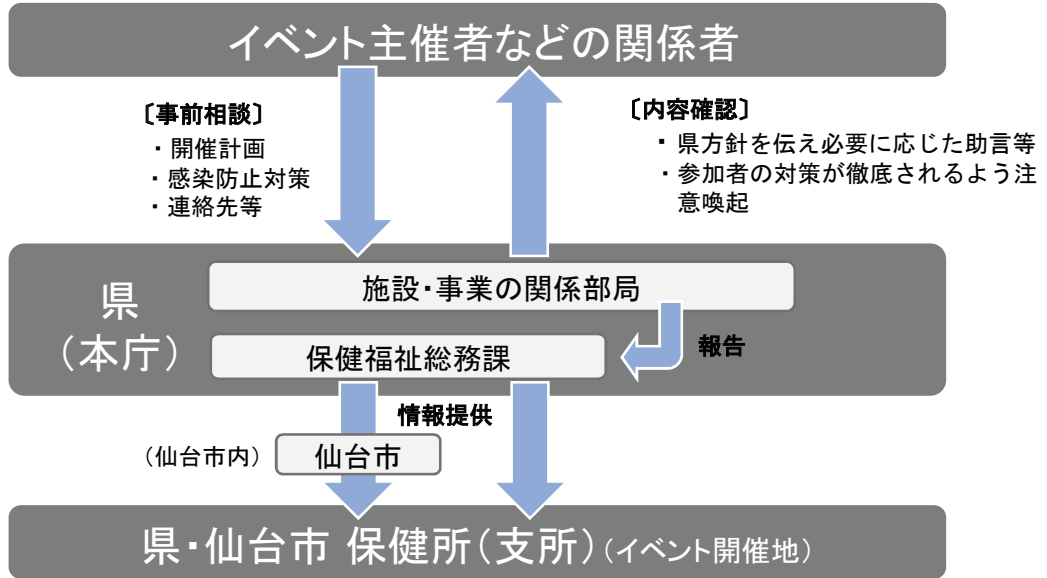 イベント主催者などの関係者
〔事前相談〕
・開催計画
・感染防止対策
・連絡先等
〔内容確認〕
・県方針を伝え必要に応じた助言等
・参加者の対策が徹底されるよう注
意喚起
県
（本庁）
施設・事業の関係部局
保健福祉総務課
報告
情報提供
（仙台市内）
仙台市
県・仙台市 保健所（支所）（イベント開催地）